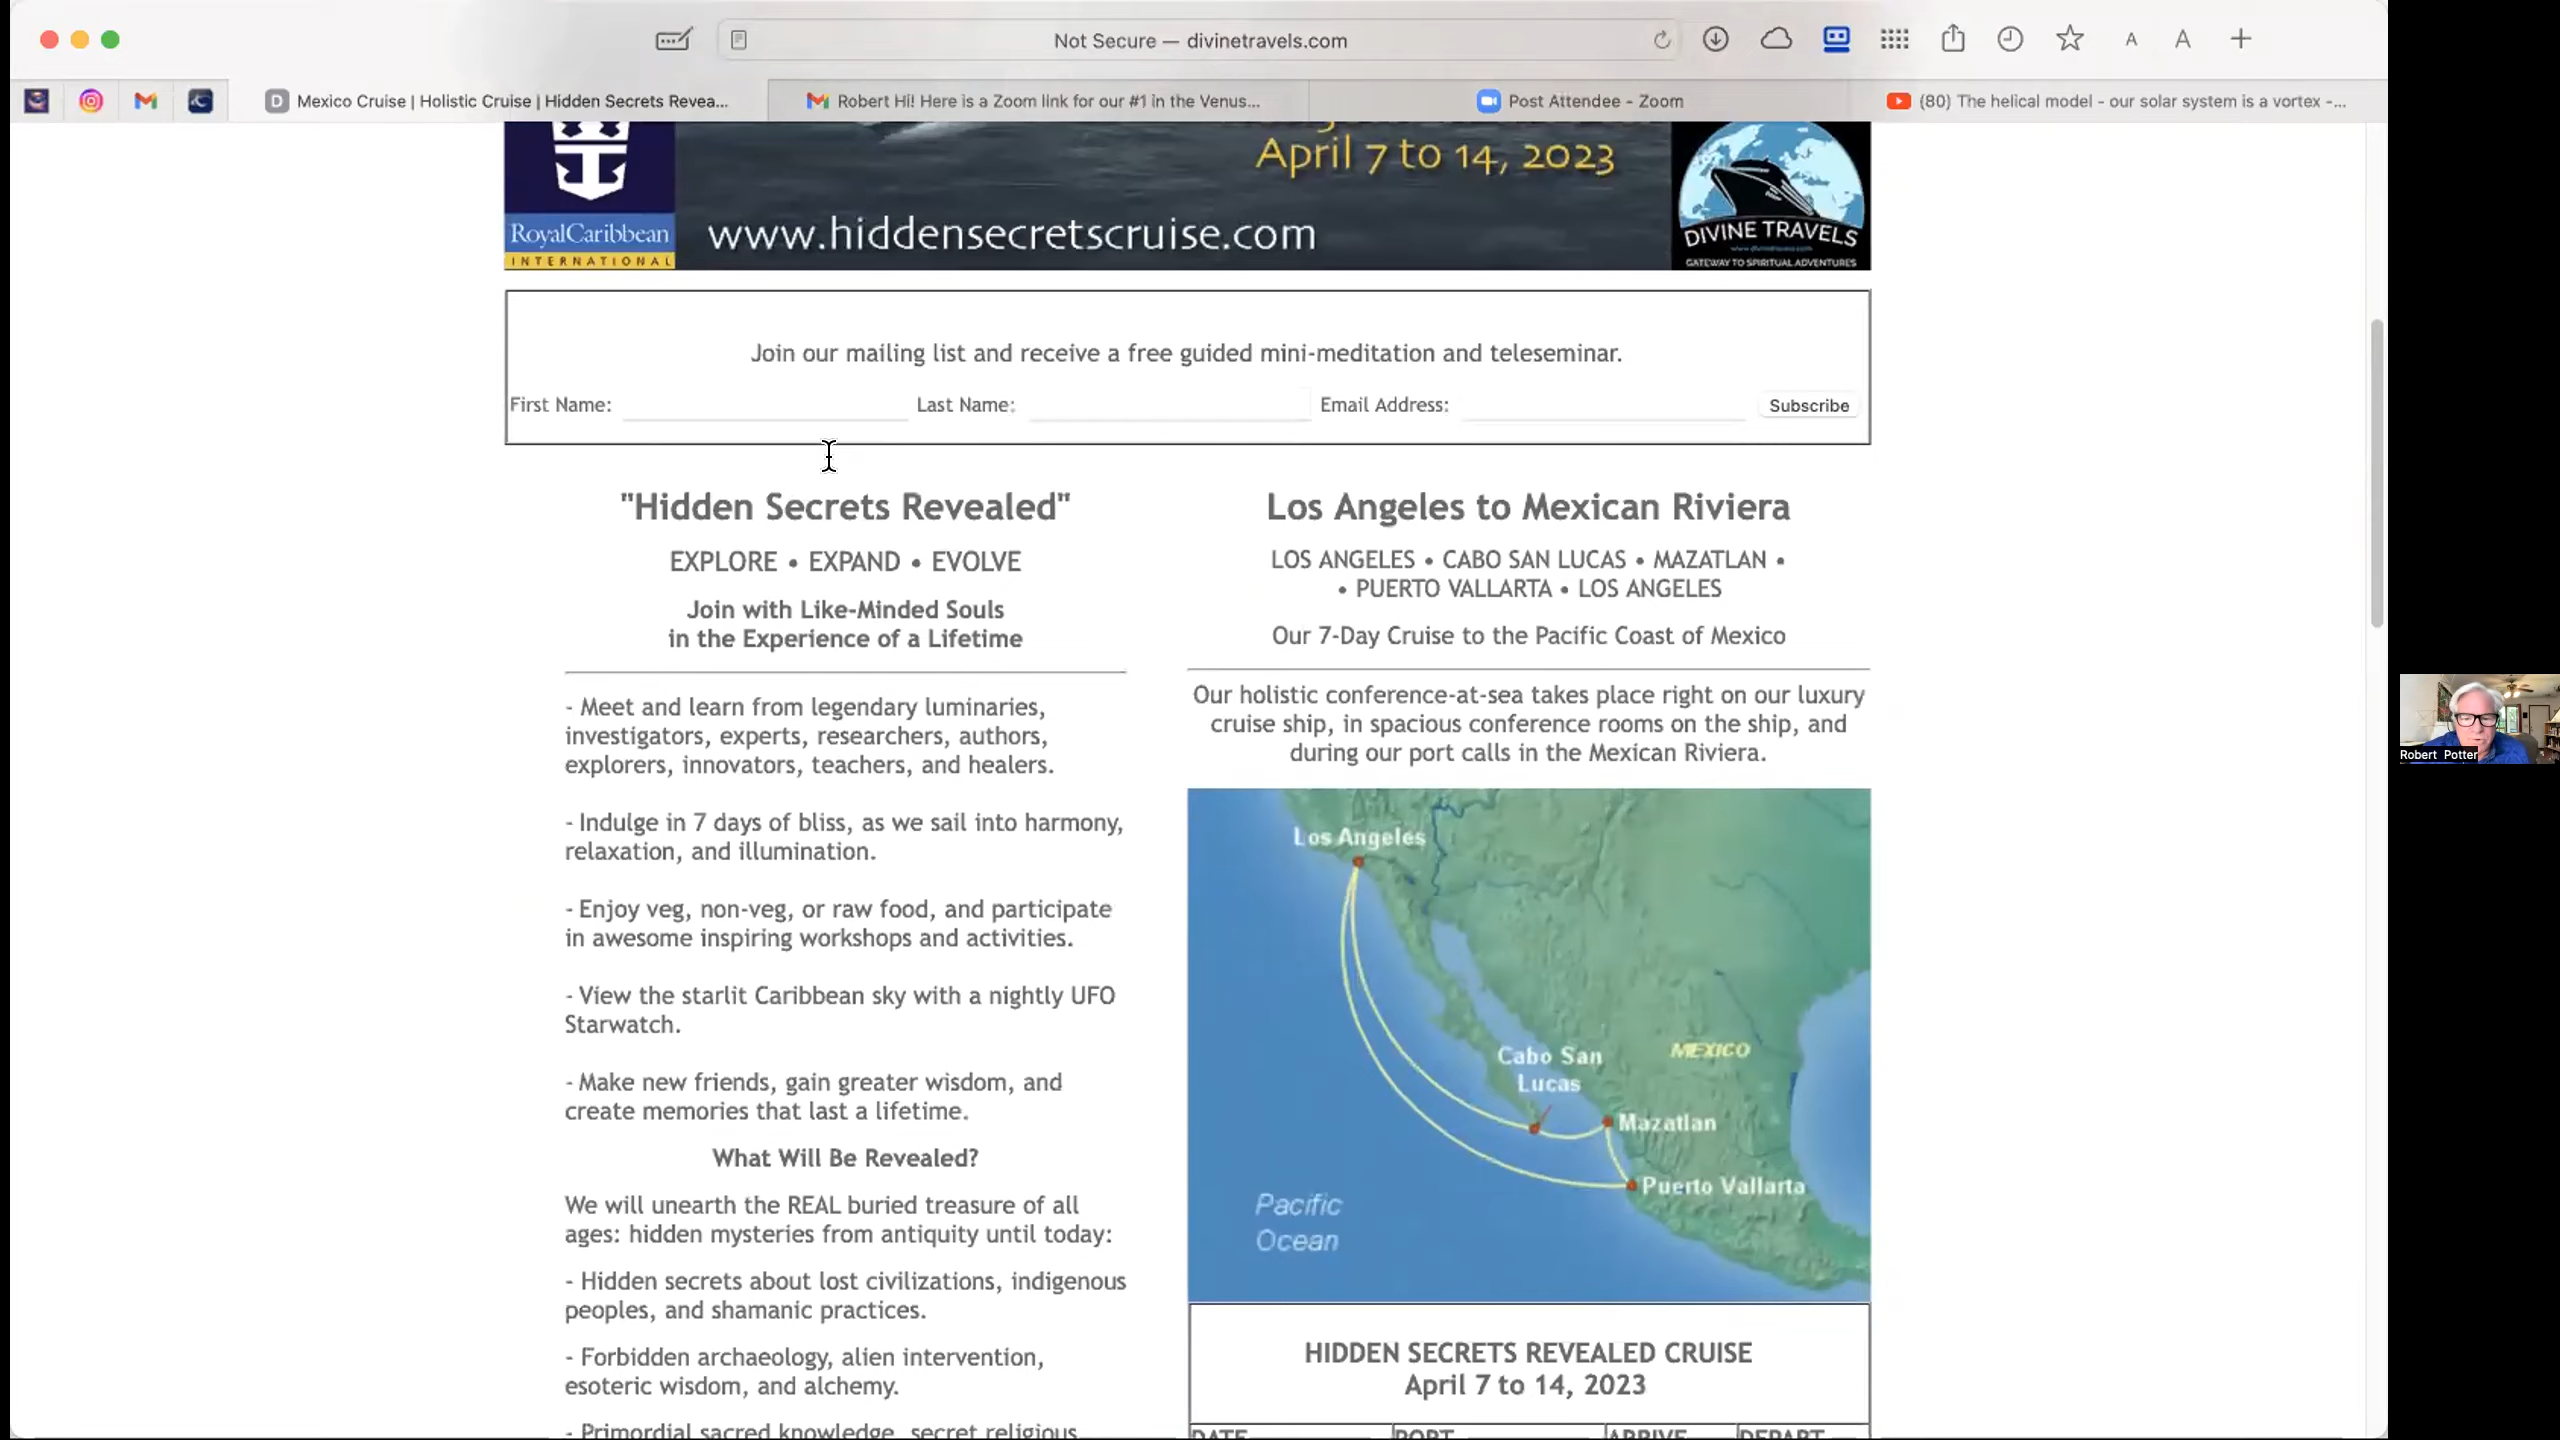 Not Secure — divinetravels.com
A
A
Mexico Cruise | Holistic Cruise | Hidden Secrets Revea...
Robert Hi! Here is a Zoom link for our #1 in the Venus...
Post Attendee - Zoom
(80) The helical model - our solar system is a vortex -...
April 7 to 14, 2023
RoyalCaribbean
INTERNATIONAL
www.hiddensecretscruise.com
DIVINE TRAVELS
GATEWAY TO SPIRITUAL ADVENTURES
Join our mailing list and receive a free guided mini-meditation and teleseminar.
First Name: Last Name: Email Address: Subscribe
"Hidden Secrets Revealed"
EXPLORE • EXPAND • EVOLVE
Join with Like-Minded Souls
in the Experience of a Lifetime
- Meet and learn from legendary luminaries,
investigators, experts, researchers, authors,
explorers, innovators, teachers, and healers.
- Indulge in 7 days of bliss, as we sail into harmony,
relaxation, and illumination.
- Enjoy veg, non-veg, or raw food, and participate
in awesome inspiring workshops and activities.
- View the starlit Caribbean sky with a nightly UFO
Starwatch.
- Make new friends, gain greater wisdom, and
create memories that last a lifetime.
What Will Be Revealed?
We will unearth the REAL buried treasure of all
ages: hidden mysteries from antiquity until today:
- Hidden secrets about lost civilizations, indigenous
peoples, and shamanic practices.
- Forbidden archaeology, alien intervention,
esoteric wisdom, and alchemy.
- Primordial sacred knowledge, secret religious
Los Angeles to Mexican Riviera
LOS ANGELES • CABO SAN LUCAS • MAZATLAN •
• PUERTO VALLARTA • LOS ANGELES
Our 7-Day Cruise to the Pacific Coast of Mexico
Our holistic conference-at-sea takes place right on our luxury
cruise ship, in spacious conference rooms on the ship, and
during our port calls in the Mexican Riviera.
Los Angeles
Cabo San
Lucas
MEXICO
Mazatlan
Puerto Vallarta
Pacific
Ocean
HIDDEN SECRETS REVEALED CRUISE
April 7 to 14, 2023
DATE PORT ARRIVE DEPART
Robert Potter